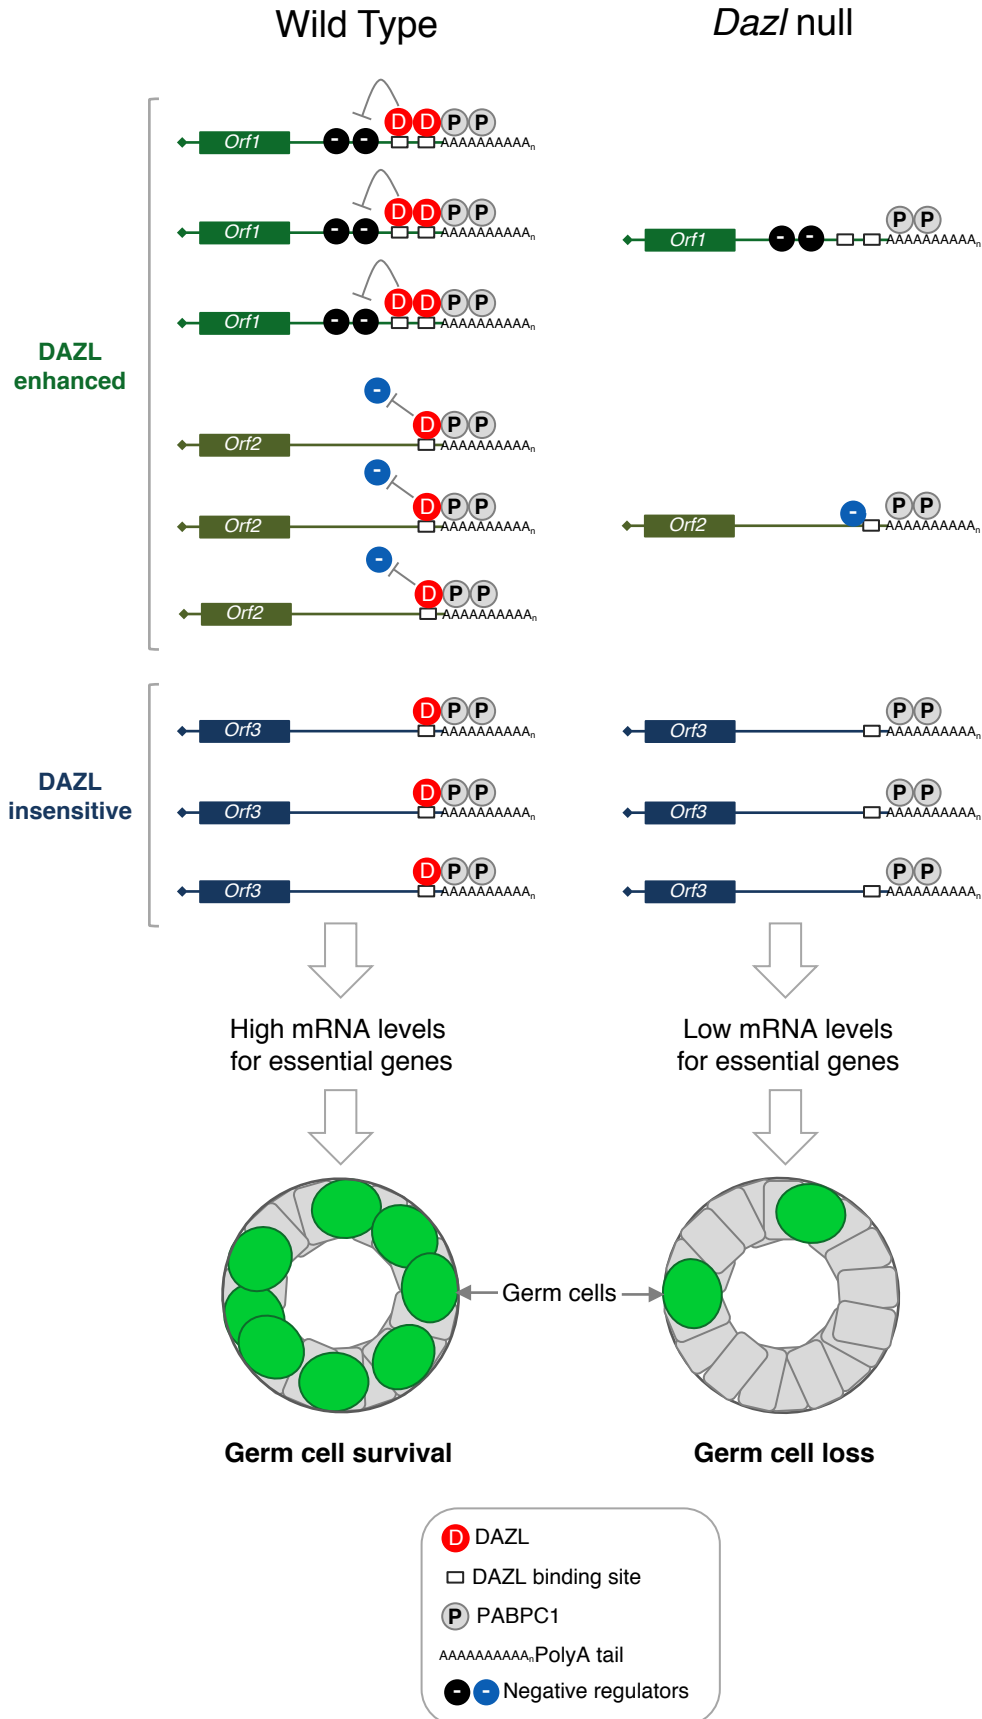 Wild Type
Dazl null
D D P P
- -
Orf1
AAAAAAAAAAn
D D P P
- -
Orf1
AAAAAAAAAAn
P P
- -
Orf1
AAAAAAAAAAn
D D P P
- -
Orf1
AAAAAAAAAAn
DAZL
enhanced
-
D P P
Orf2
AAAAAAAAAAn
-
D P P
Orf2
AAAAAAAAAAn
- P P
Orf2
AAAAAAAAAAn
-
D P P
Orf2
AAAAAAAAAAn
D P P
Orf3
AAAAAAAAAAn
P P
Orf3
AAAAAAAAAAn
DAZL
insensitive
D P P
Orf3
AAAAAAAAAAn
P P
Orf3
AAAAAAAAAAn
D P P
Orf3
AAAAAAAAAAn
P P
Orf3
AAAAAAAAAAn
High mRNA levels
for essential genes
Low mRNA levels
for essential genes
Germ cells
Germ cell survival
Germ cell loss
D DAZL
DAZL binding site
P PABPC1
AAAAAAAAAAn PolyA tail
- - Negative regulators